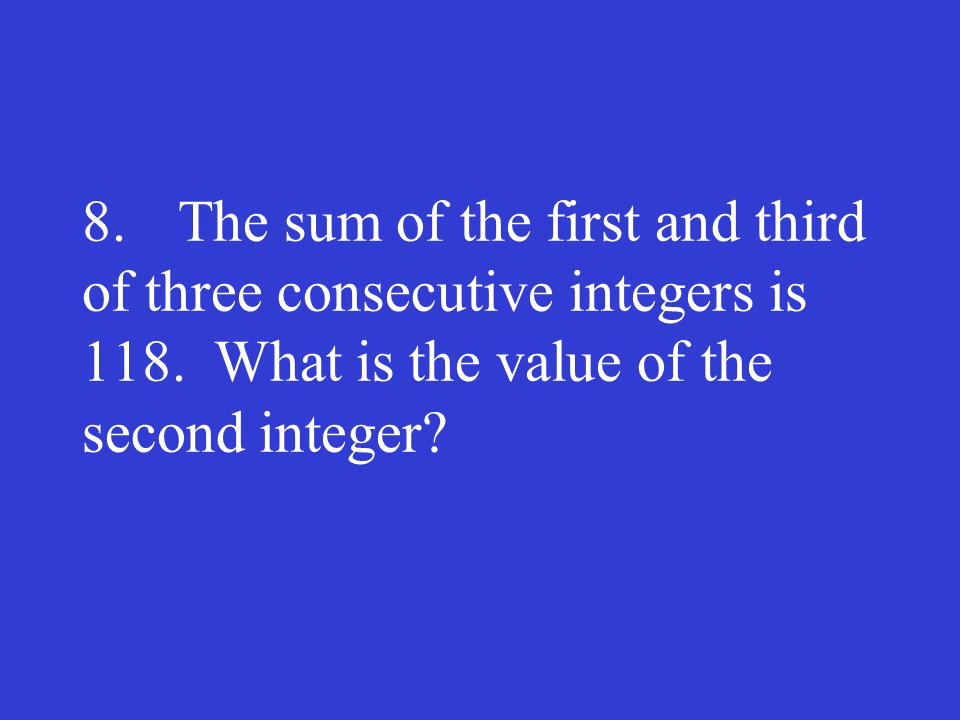 8. The sum of the first and third
of three consecutive integers is
118. What is the value of the
second integer?